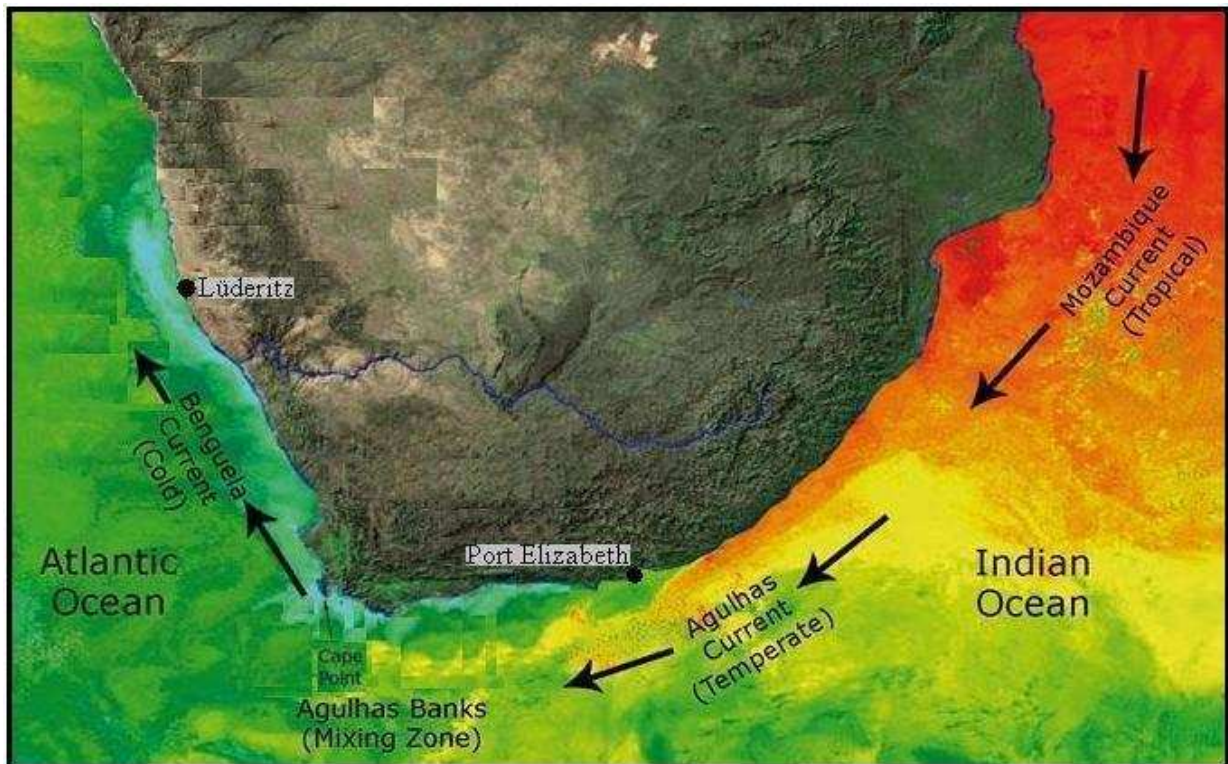 Lüderitz
Mozambique
Current
(Tropical)
Benguela
Current
(Cold)
Port Elizabeth
Atlantic
Ocean
Indian
Ocean
Agulhas
Current
(Temperate)
Cape
Point
Agulhas Banks
(Mixing Zone)